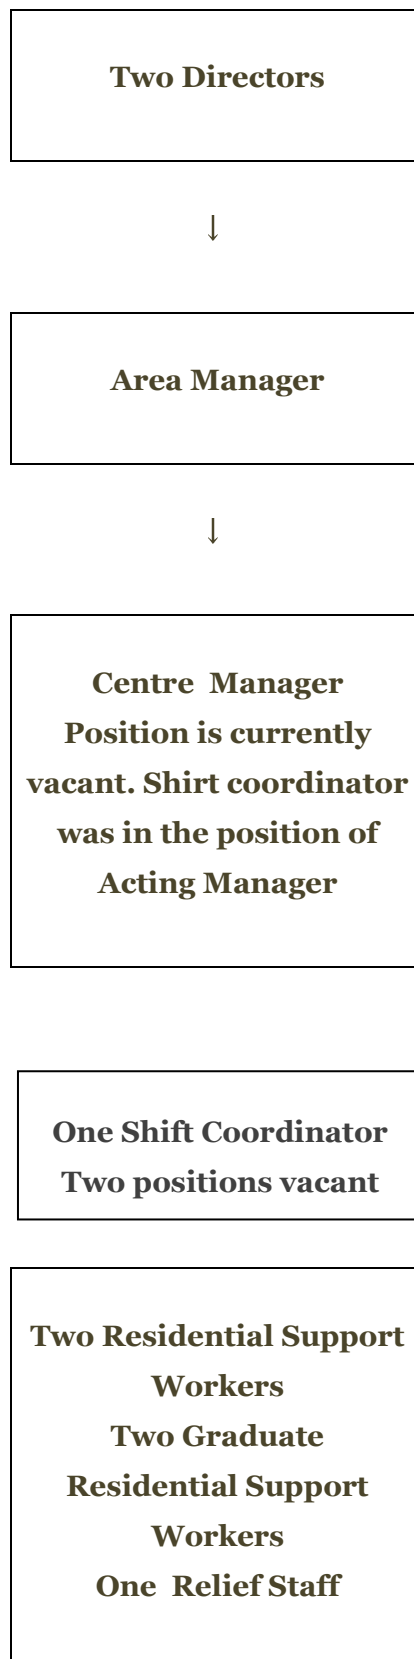 Two Directors
↓
Area Manager
↓
Centre  Manager
Position is currently
vacant. Shirt coordinator
was in the position of
Acting Manager
One Shift Coordinator
Two positions vacant
Two Residential Support
Workers
Two Graduate
Residential Support
Workers
One  Relief Staff